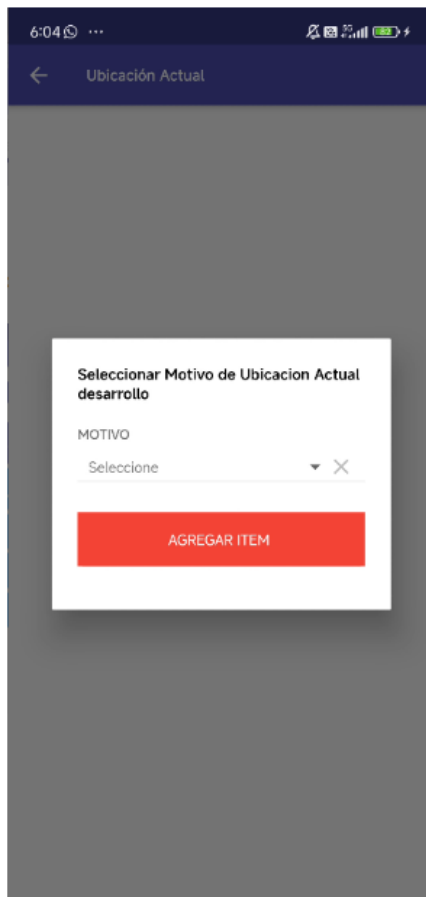 6:04
Ubicación Actual
Seleccionar Motivo de Ubicacion Actual
desarrollo
MOTIVO
Seleccione
AGREGAR ITEM